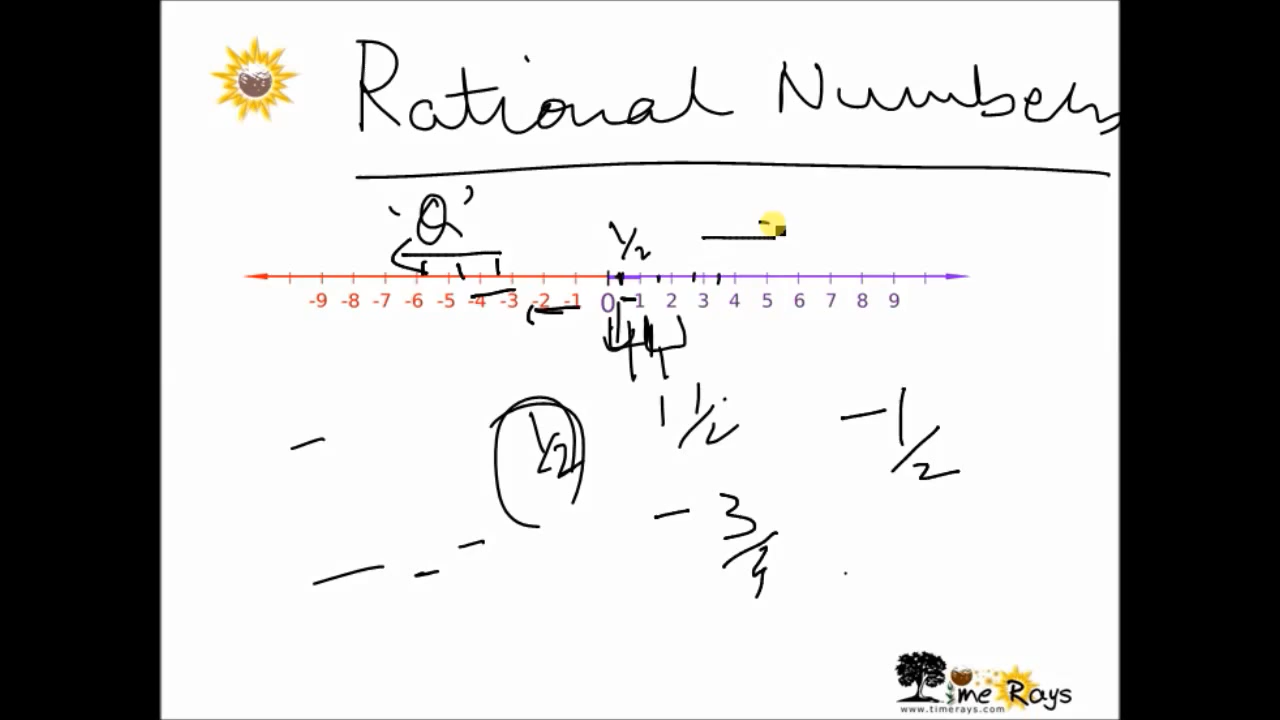 Rational Numbers
'Q'
1/2
-9 -8 -7 -6 -5 -4 -3 -2 -1 0 1 2 3 4 5 6 7 8 9
1/2 1 1/2 -1/2
-3/4
Time Rays
www.timerays.com